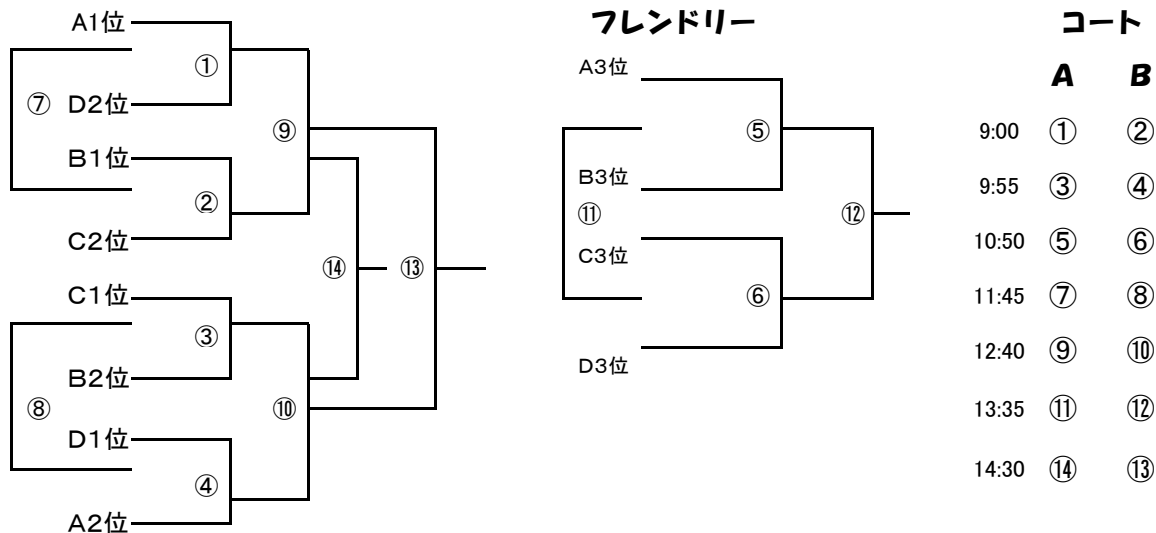 A1位
①
⑦
D2位
⑨
B1位
②
C2位
⑭
⑬
C1位
③
B2位
⑧
⑩
D1位
④
A2位
フレンドリー
A3位
⑤
B3位
⑪
⑫
C3位
⑥
D3位
コート
A B
9:00 ① ②
9:55 ③ ④
10:50 ⑤ ⑥
11:45 ⑦ ⑧
12:40 ⑨ ⑩
13:35 ⑪ ⑫
14:30 ⑭ ⑬